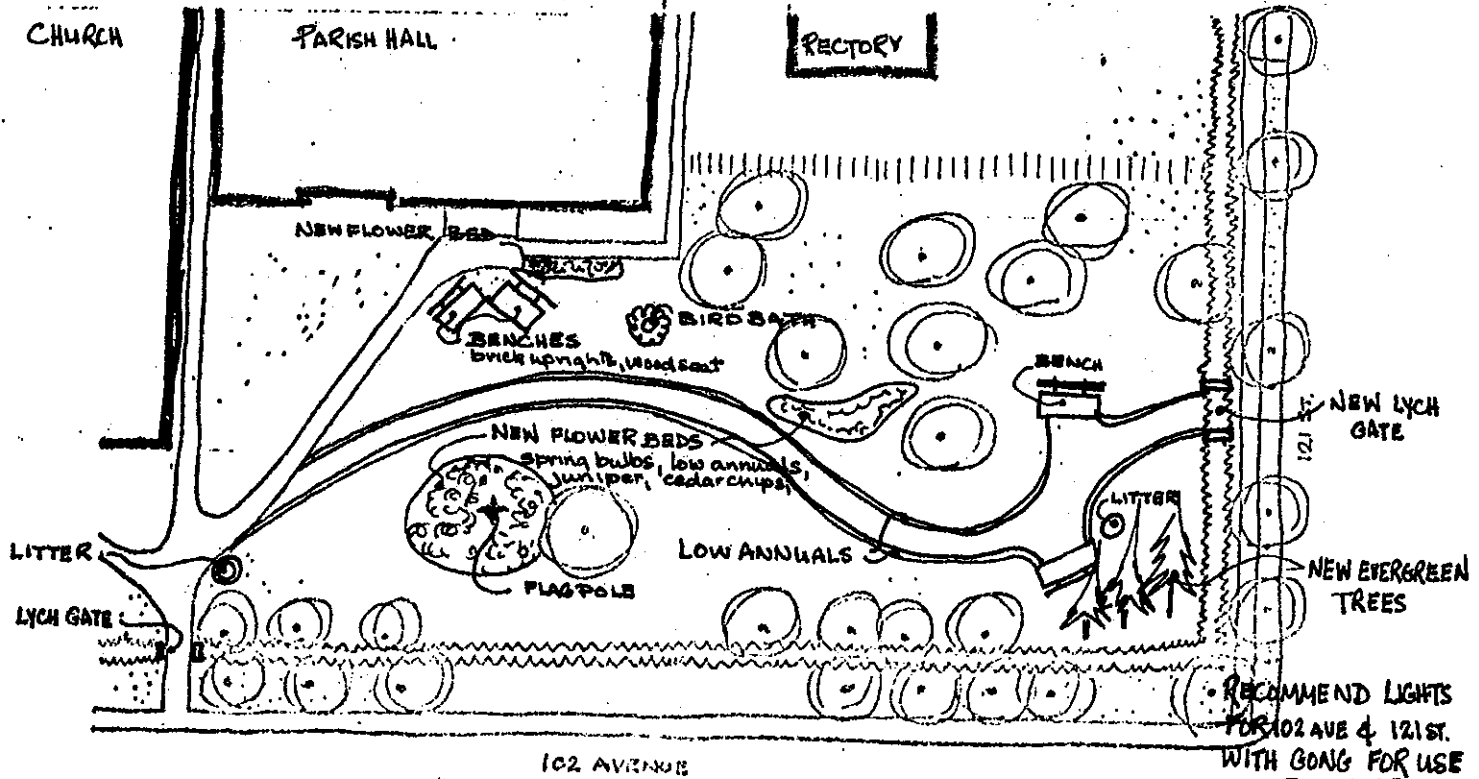 CHURCH
PARISH HALL
RECTORY
NEW FLOWER BED
BENCHES
brick uprights, wood seat
BIRD BATH
BENCH
NEW LYCH
GATE
121 ST.
NEW FLOWER BEDS
spring bulbs, low annuals,
juniper, cedar chips,
LITTER
LITTER
LOW ANNUALS
FLAGPOLE
NEW EVERGREEN
TREES
LYCH GATE
RECOMMEND LIGHTS
FOR 102 AVE & 121 ST.
WITH GONG FOR USE
102 AVENUE